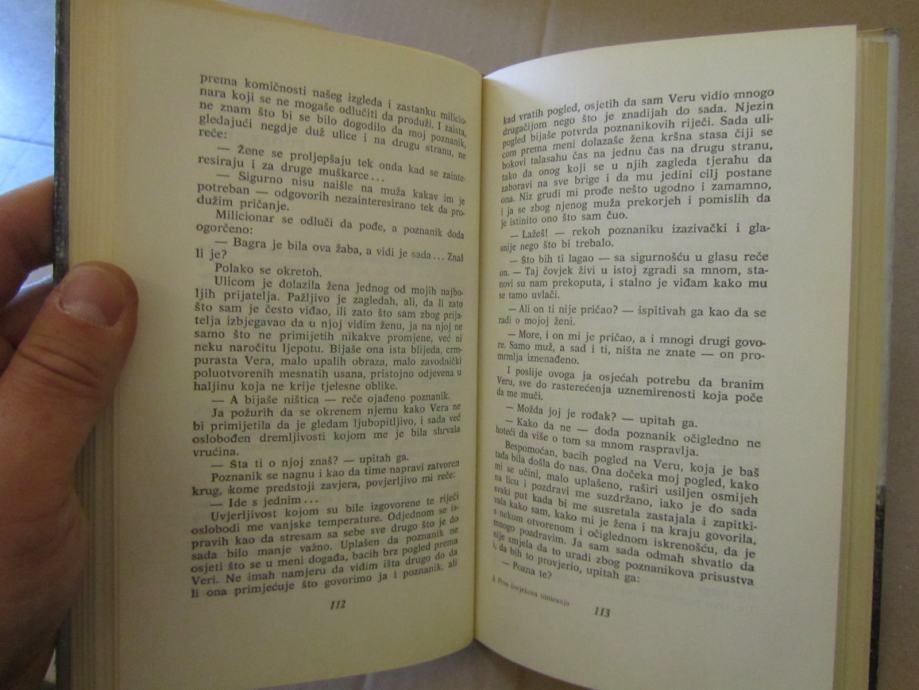 prema komičnosti našeg izgleda i zastanku milicio-
nara koji se ne mogaše odlučiti da produži. I zaista,
ne znam što bi se bilo dogodilo da moj poznanik,
gledajući negdje duž ulice i na drugu stranu, ne
reče:
— Žene se proljepšaju tek onda kad se zainte-
resiraju i za druge muškarce...
— Sigurno nisu naišle na muža kakav im je
potreban — odgovorih nezainteresirano tek da pro-
dužim pričanje.
Milicionar se odluči da pođe, a poznanik doda
ogorčeno:
— Bagra je bila ova žaba, a vidi je sada... Znaš
li je?
Polako se okretoh.
Ulicom je dolazila žena jednog od mojih najbo-
ljih prijatelja. Pažljivo je zagledah, ali, da li zato
što sam je često viđao, ili zato što sam zbog prija-
telja izbjegavao da u njoj vidim ženu, ja na njoj ne
samo što ne primijetih nikakve promjene, već ni
neku naročitu ljepotu. Bijaše ona ista blijeda, crn-
purasta Vera, malo upalih obraza, malo zavodnički
poluotvorenih mesnatih usana, pristojno odjevena u
haljinu koja ne krije tjelesne oblike.
— A bijaše ništica — reče ojađeno poznanik.
Ja požurih da se okrenem njemu kako Vera ne
bi primijetila da je gledam ljubopitljivo, i sada već
oslobođen dremljivosti kojom me je bila shrvala
vrućina.
— Šta ti o njoj znaš? — upitah ga.
Poznanik se nagnu i kao da time napravi zatvoren
krug, kome predstoji zavjera, povjerljivo mi reče:
— Ide s jednim...
Uvjerljivost kojom su bile izgovorene te riječi
oslobodi me vanjske temperature. Odjednom se is-
pravih kao da stresam sa sebe sve drugo što je do
sada bilo manje važno. Uplašen da poznanik ne
osjeti što se u meni događa, bacih brz pogled prema
Veri. Ne imah namjeru da vidim išta drugo do da
li ona primjećuje što govorimo ja i poznanik, ali
112
kad vratih pogled, osjetih da sam Veru vidio mnogo
drugačijom nego što je znadijah do sada. Njezin
pogled bijaše potvrda poznanikovih riječi. Sada uli-
com prema meni dolazaše žena kršna stasa čiji se
bokovi talasahu čas na jednu čas na drugu stranu,
tako da onog koji se u njih zagleda tjerahu da
zaboravi na sve brige i da mu jedini cilj postane
ona. Niz grudi mi prođe nešto ugodno i zamamno,
i ja se zbog njenog muža prekorjeh i pomislih da
je istinito ono što sam čuo.
— Lažeš! — rekoh poznaniku izazivački i gla-
snije nego što bi trebalo.
— Što bih ti lagao — sa sigurnošću u glasu reče
on. — Taj čovjek živi u istoj zgradi sa mnom, sta-
novi su nam prekoputa, i stalno je viđam kako mu
se tamo uvlači.
— Ali on ti nije pričao? — ispitivah ga kao da se
radi o mojoj ženi.
— More, i on mi je pričao, a i mnogi drugi govo-
re. Samo muž, a sad i ti, ništa ne znate — on pro-
mrmlja iznenađeno.
I poslije ovoga ja osjećah potrebu da branim
Veru, sve do rasterećenja uznemirenosti koja poče
da me muči.
— Možda joj je rođak? — upitah ga.
— Kako da ne — doda poznanik očigledno ne
hoteći da više o tom sa mnom raspravlja.
Bespomoćan, bacih pogled na Veru, koja je baš
tada bila došla do nas. Ona dočeka moj pogled, kako
mi se učini, malo uplašeno, raširi usiljen osmijeh
na licu i pozdravi me suzdržano, iako je do sada
svaki put kada bi me susretala zastajala i zapitki-
vala kako sam, kako mi je žena i na kraju govorila,
s nekom otvorenom i očiglednom iskrenošću, da je
mnogo pozdravim. Ja sam sada odmah shvatio da
nije smjela da to uradi zbog poznanikova prisustva
i, da bih to provjerio, upitah ga:
— Pozna te?
8 Prva čovjekova umiranja
113